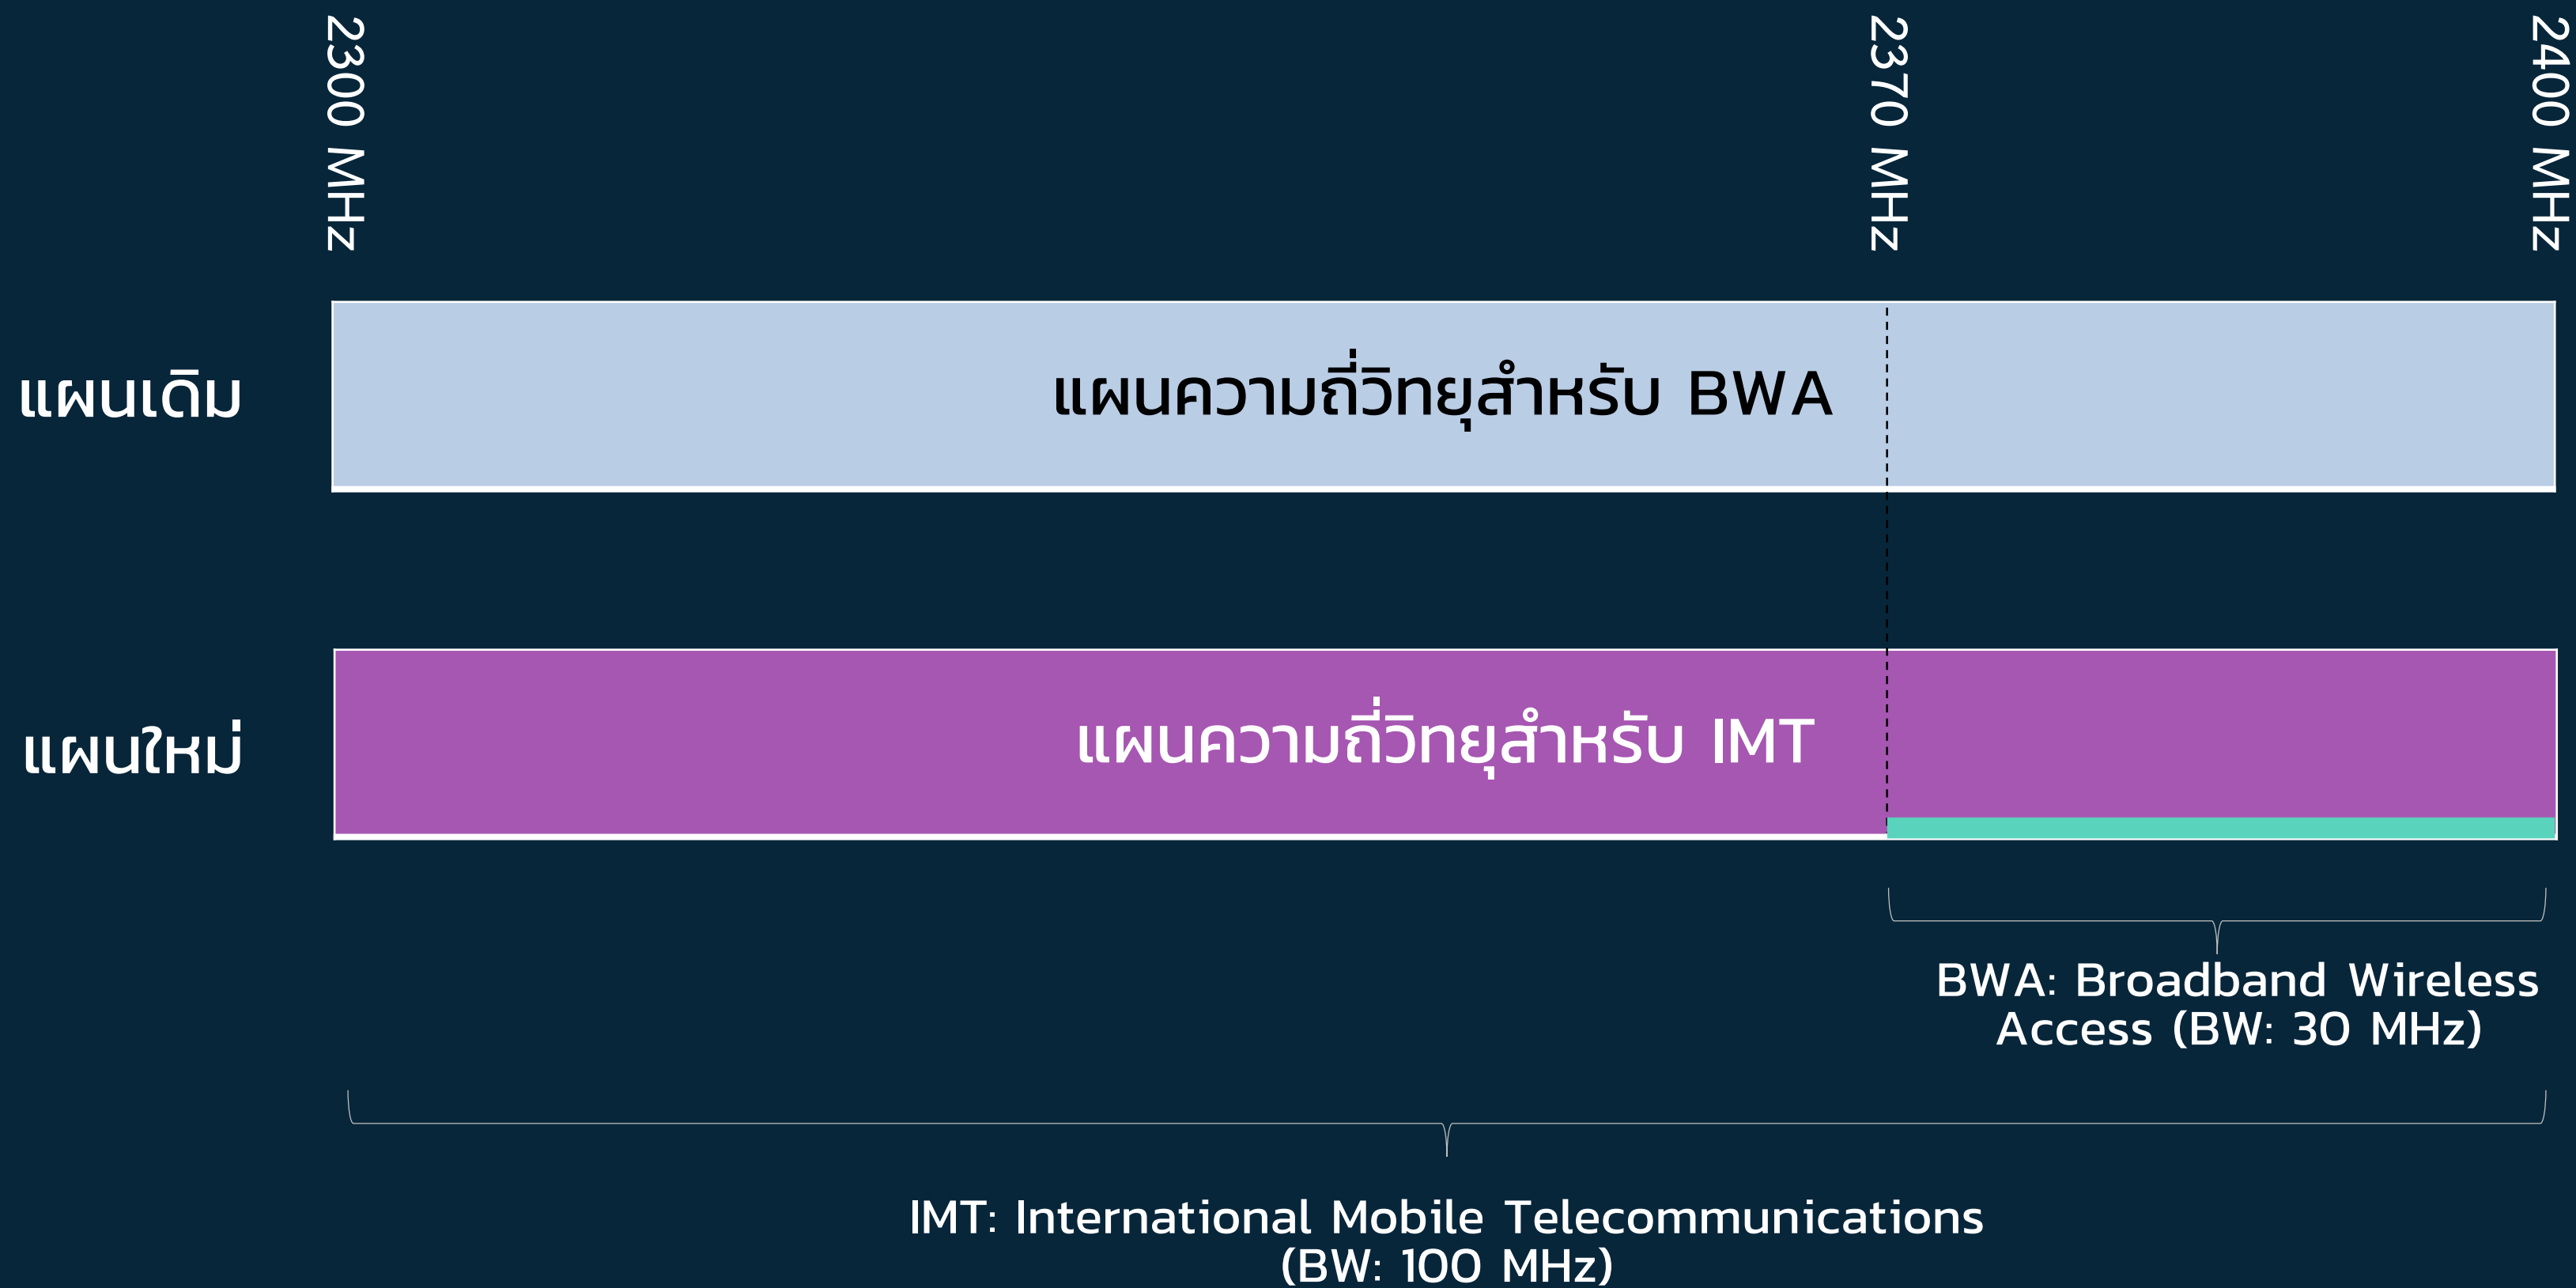 2300 MHz
2370 MHz
2400 MHz
แผนเดิม
แผนความถี่วิทยุสำหรับ BWA
แผนใหม่
แผนความถี่วิทยุสำหรับ IMT
BWA: Broadband Wireless
Access (BW: 30 MHz)
IMT: International Mobile Telecommunications
(BW: 100 MHz)